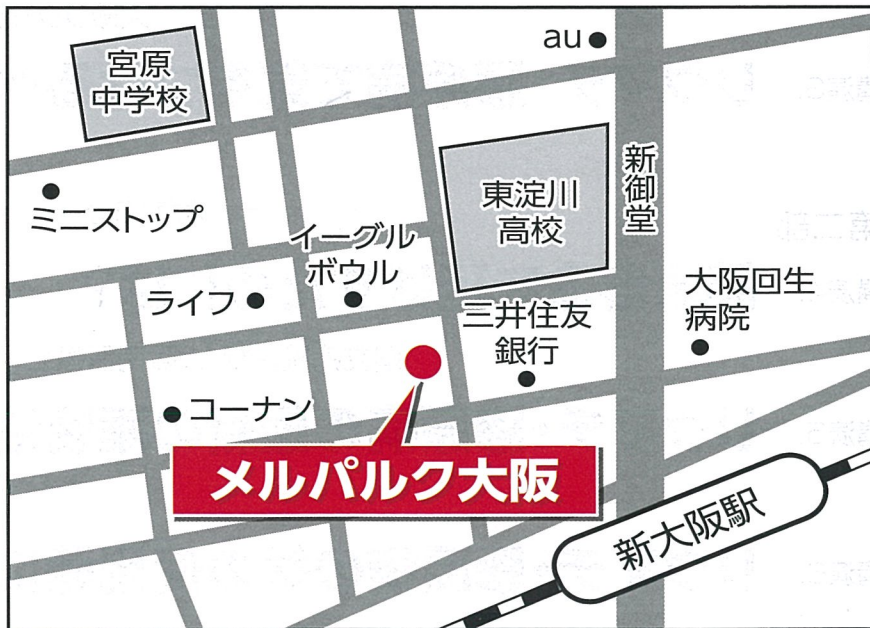 宮原
中学校
au
新御堂
東淀川
高校
ミニストップ
イーグル
ボウル
ライフ
三井住友
銀行
大阪回生
病院
コーナン
メルパルク大阪
新大阪駅